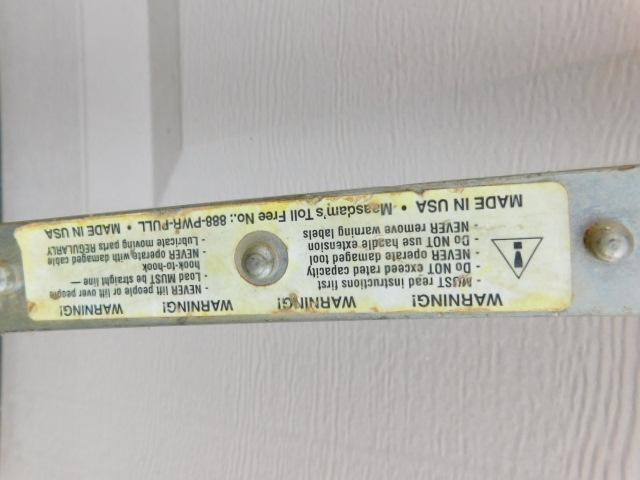 WARNING! WARNING! WARNING! WARNING!
- MUST read instructions first
- Do NOT exceed rated capacity
- NEVER operate damaged tool
- Do NOT use handle extension
- NEVER remove warning labels
- NEVER lift people or lift over people
- Load MUST be straight line —
hook-to-hook
- NEVER operate with damaged cable
- Lubricate moving parts REGULARLY
MADE IN USA • Maasdam's Toll Free No.: 888-PWR-PULL • MADE IN USA